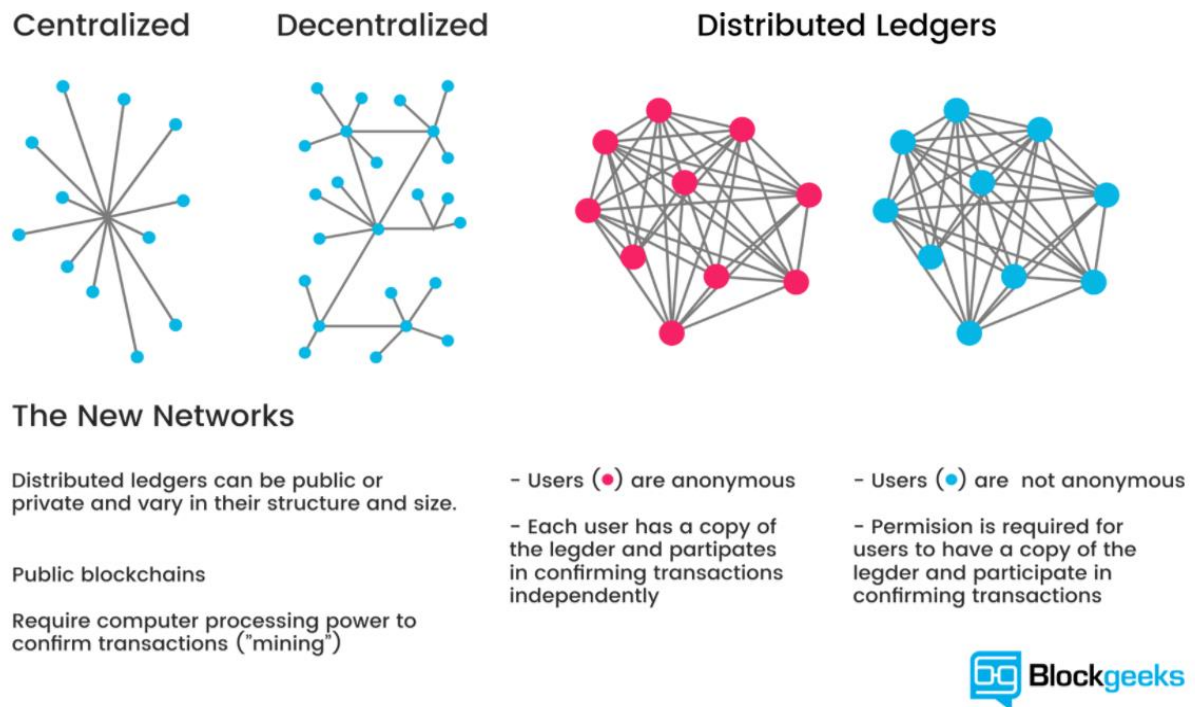 Centralized
Decentralized
Distributed Ledgers
The New Networks
Distributed ledgers can be public or
private and vary in their structure and size.
Public blockchains
Require computer processing power to
confirm transactions ("mining")
- Users (●) are anonymous
- Each user has a copy of
the legder and partipates
in confirming transactions
independently
- Users (●) are not anonymous
- Permision is required for
users to have a copy of the
legder and participate in
confirming transactions
Blockgeeks